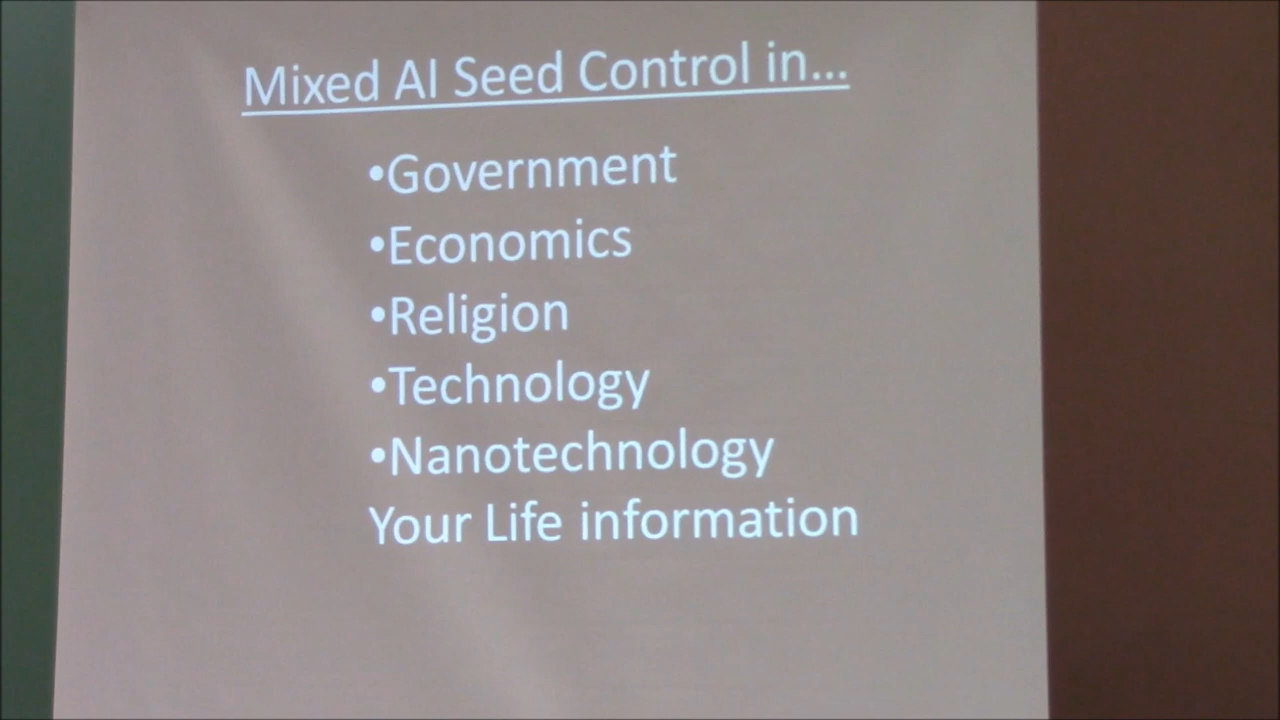 Mixed AI Seed Control in...
•Government
•Economics
•Religion
•Technology
•Nanotechnology
Your Life information